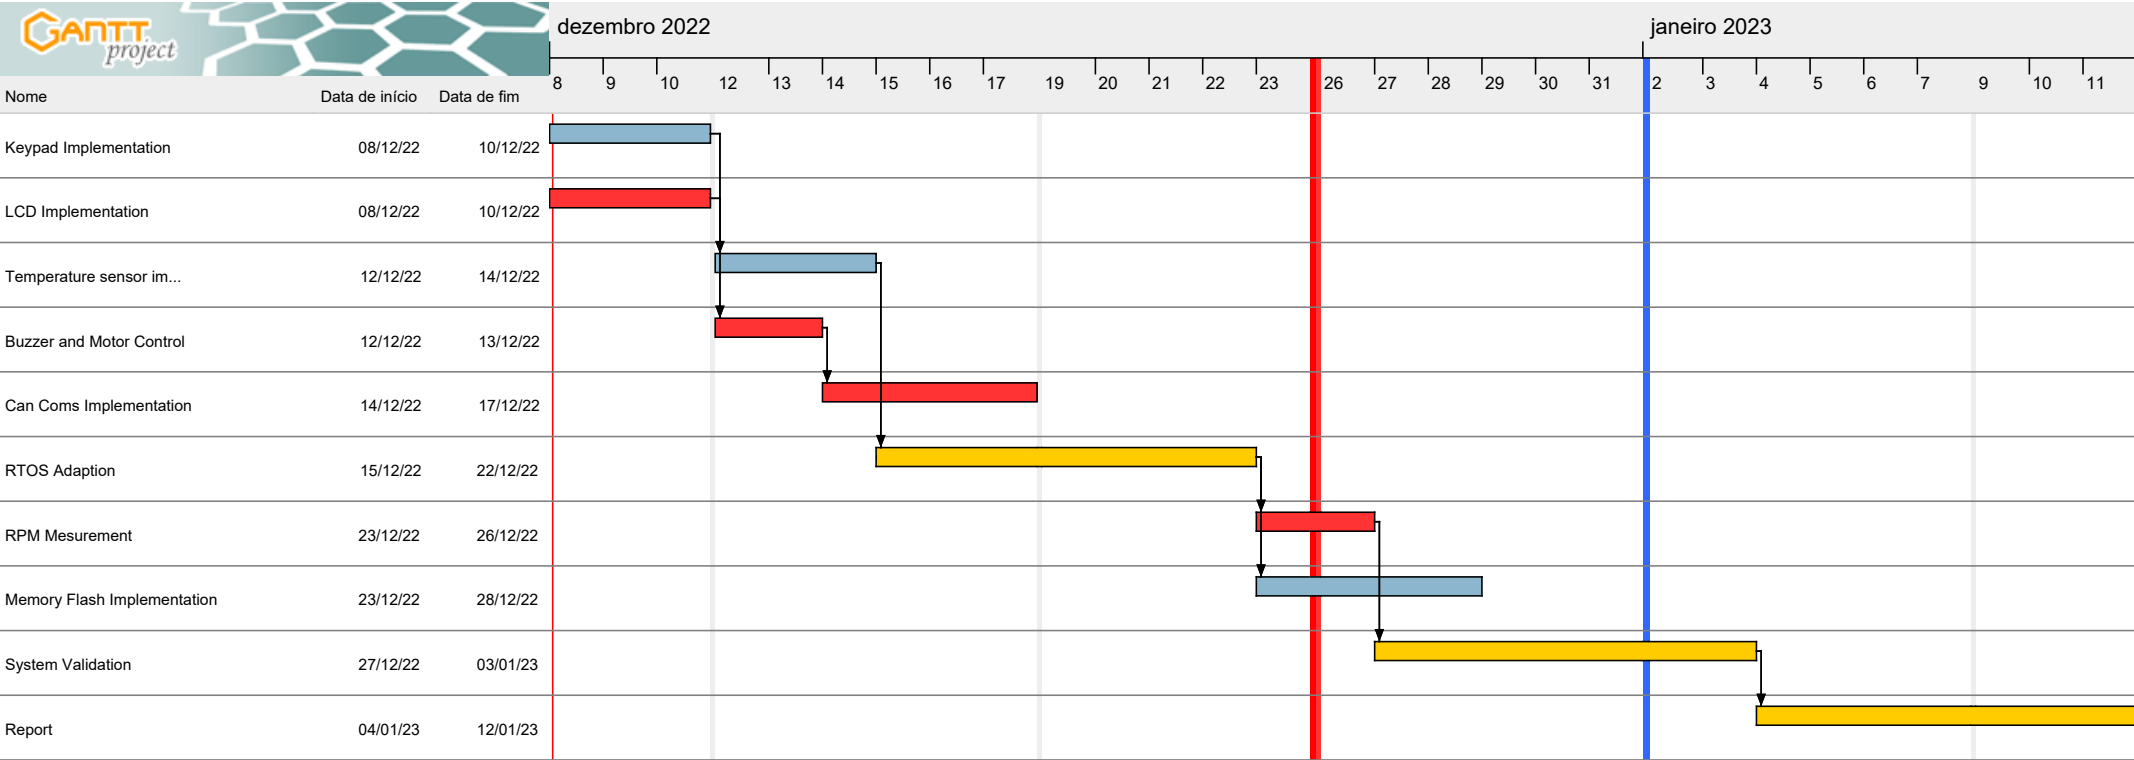 GANTT
project
dezembro 2022
janeiro 2023
8 9 10 12 13 14 15 16 17 19 20 21 22 23 26 27 28 29 30 31 2 3 4 5 6 7 9 10 11
Nome Data de início Data de fim
Keypad Implementation 08/12/22 10/12/22
LCD Implementation 08/12/22 10/12/22
Temperature sensor im... 12/12/22 14/12/22
Buzzer and Motor Control 12/12/22 13/12/22
Can Coms Implementation 14/12/22 17/12/22
RTOS Adaption 15/12/22 22/12/22
RPM Mesurement 23/12/22 26/12/22
Memory Flash Implementation 23/12/22 28/12/22
System Validation 27/12/22 03/01/23
Report 04/01/23 12/01/23